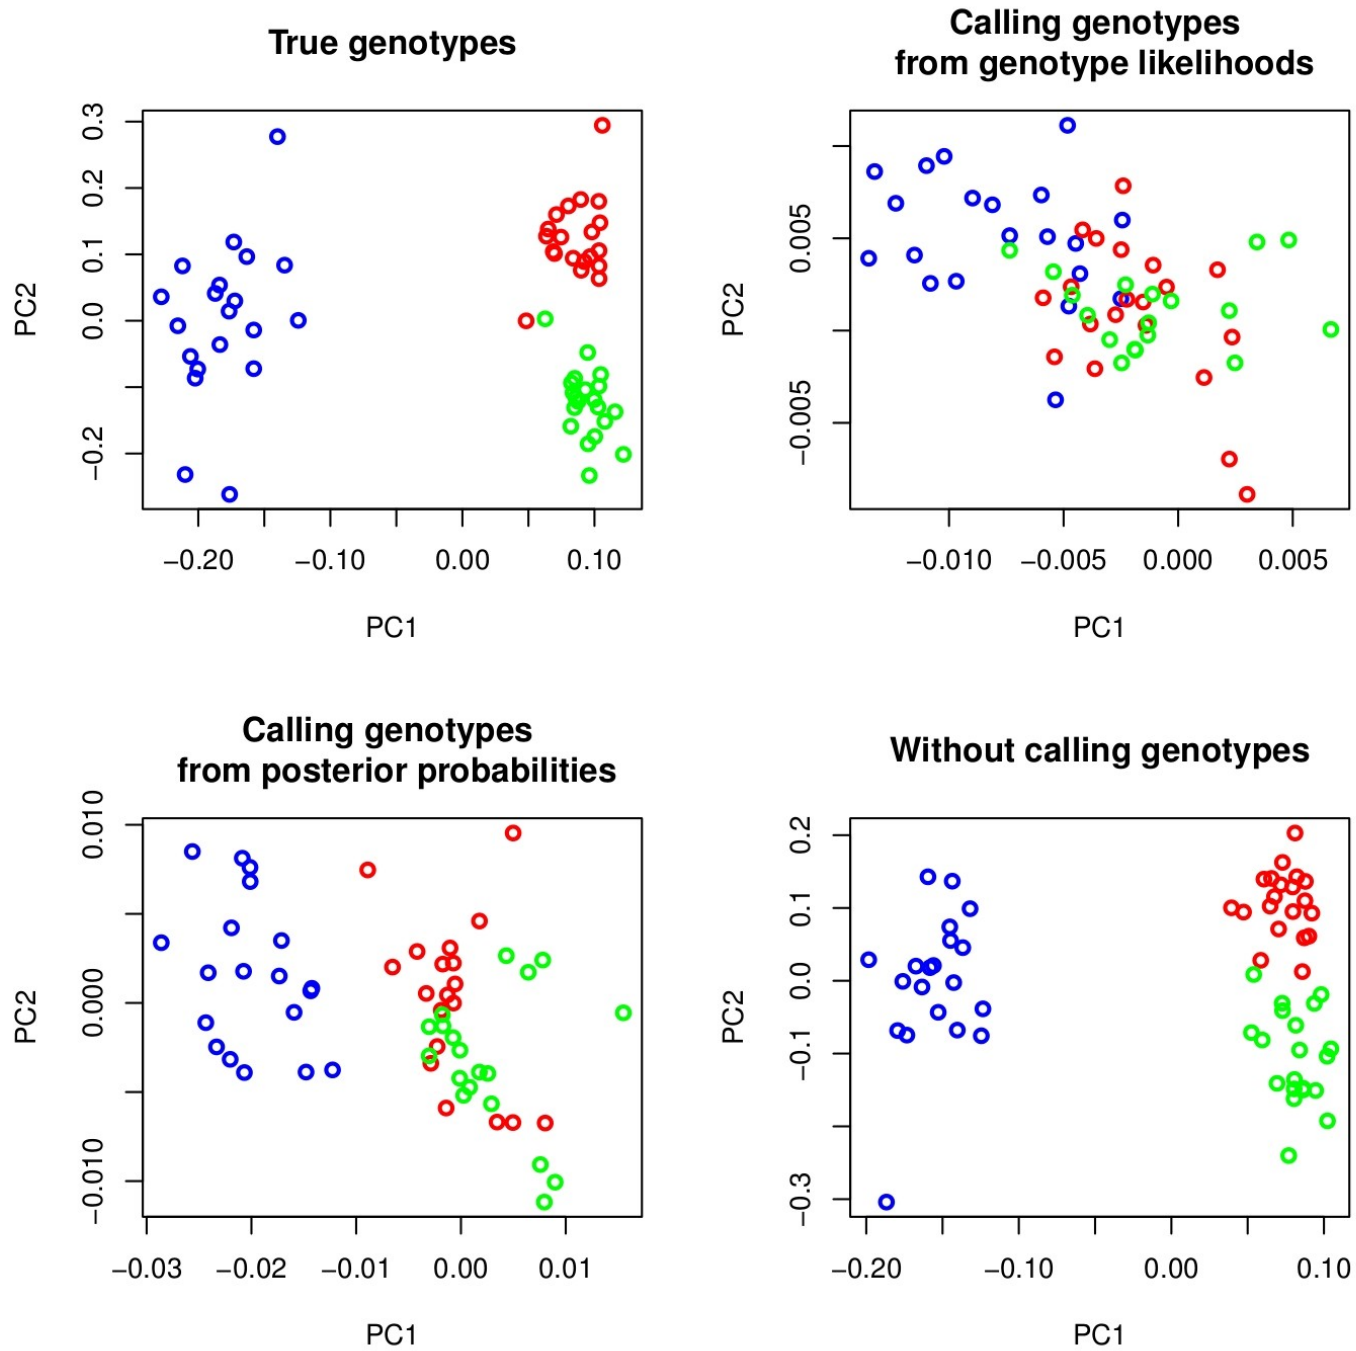 True genotypes
0.3
0.2
0.1
0.0
−0.2
PC2
−0.20 −0.10 0.00 0.10
PC1
Calling genotypes
from genotype likelihoods
0.005
−0.005
PC2
−0.010 −0.005 0.000 0.005
PC1
Calling genotypes
from posterior probabilities
0.010
0.000
−0.010
PC2
−0.03 −0.02 −0.01 0.00 0.01
PC1
Without calling genotypes
0.2
0.1
0.0
−0.1
−0.3
PC2
−0.20 −0.10 0.00 0.10
PC1